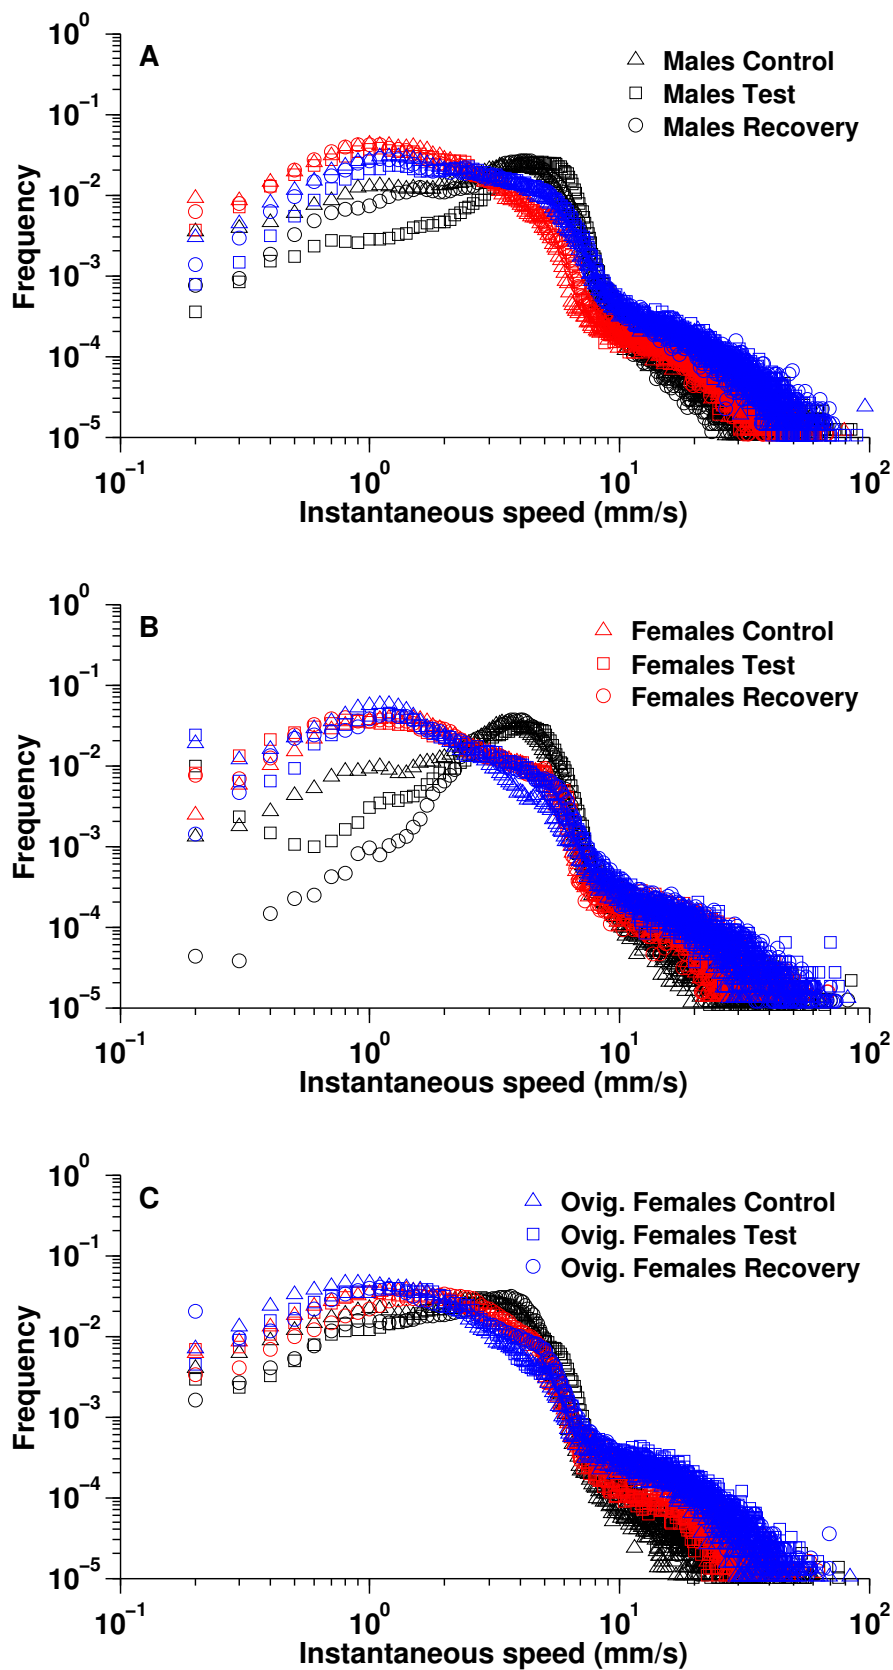 A
Males Control
Males Test
Males Recovery
10^0
10^-1
10^-2
10^-3
10^-4
10^-5
Frequency
10^-1 10^0 10^1 10^2
Instantaneous speed (mm/s)
B
Females Control
Females Test
Females Recovery
10^0
10^-1
10^-2
10^-3
10^-4
10^-5
Frequency
10^-1 10^0 10^1 10^2
Instantaneous speed (mm/s)
C
Ovig. Females Control
Ovig. Females Test
Ovig. Females Recovery
10^0
10^-1
10^-2
10^-3
10^-4
10^-5
Frequency
10^-1 10^0 10^1 10^2
Instantaneous speed (mm/s)